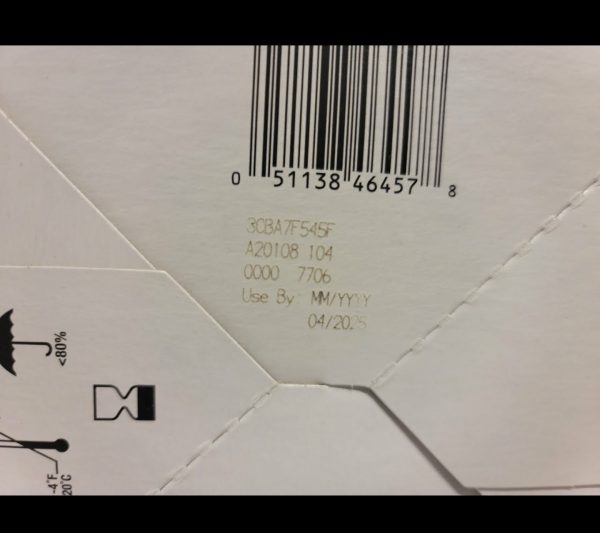 0 51138 46457 8
3CBA7F545F
A20108 104
0000 7706
Use By: MM/YYYY
04/2025
<80%
-4°F
20°C